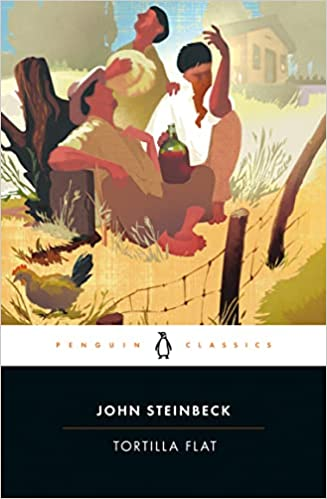 PENGUIN CLASSICS
JOHN STEINBECK
TORTILLA FLAT